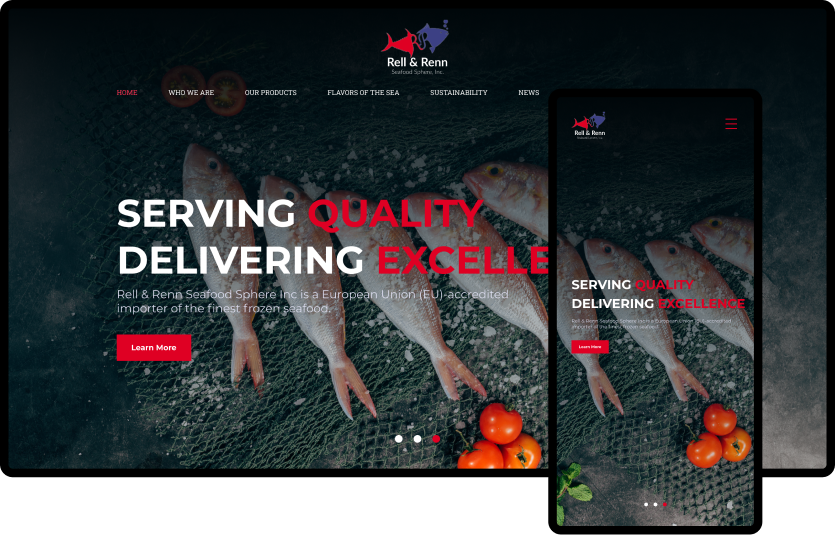 Rell & Renn
Seafood Sphere, Inc.
HOME WHO WE ARE OUR PRODUCTS FLAVORS OF THE SEA SUSTAINABILITY NEWS
SERVING QUALITY
DELIVERING EXCELLE
Rell & Renn Seafood Sphere Inc is a European Union (EU)-accredited
importer of the finest frozen seafood.
Learn More
Rell & Renn
Seafood Sphere, Inc.
SERVING QUALITY
DELIVERING EXCELLENCE
Rell & Renn Seafood Sphere Inc is a European Union (EU)-accredited
importer of the finest frozen seafood.
Learn More